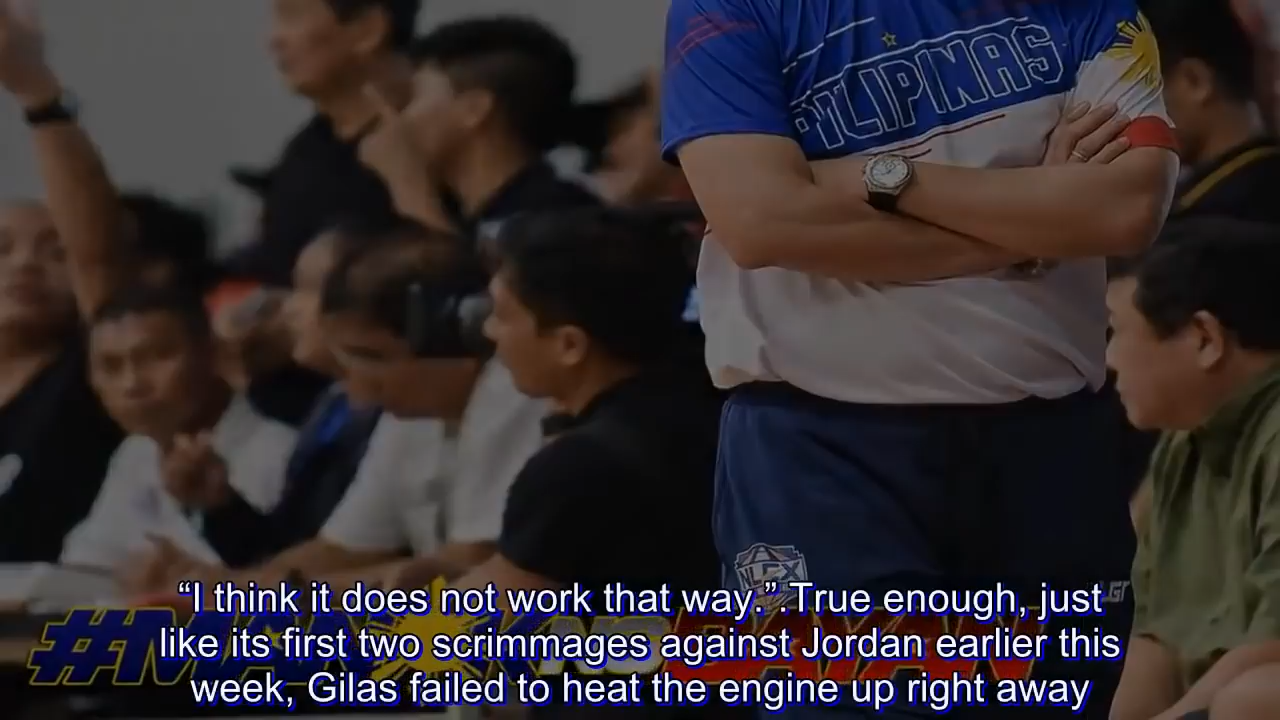 PILIPINAS
NLEX
“I think it does not work that way.”.True enough, just
like its first two scrimmages against Jordan earlier this
week, Gilas failed to heat the engine up right away